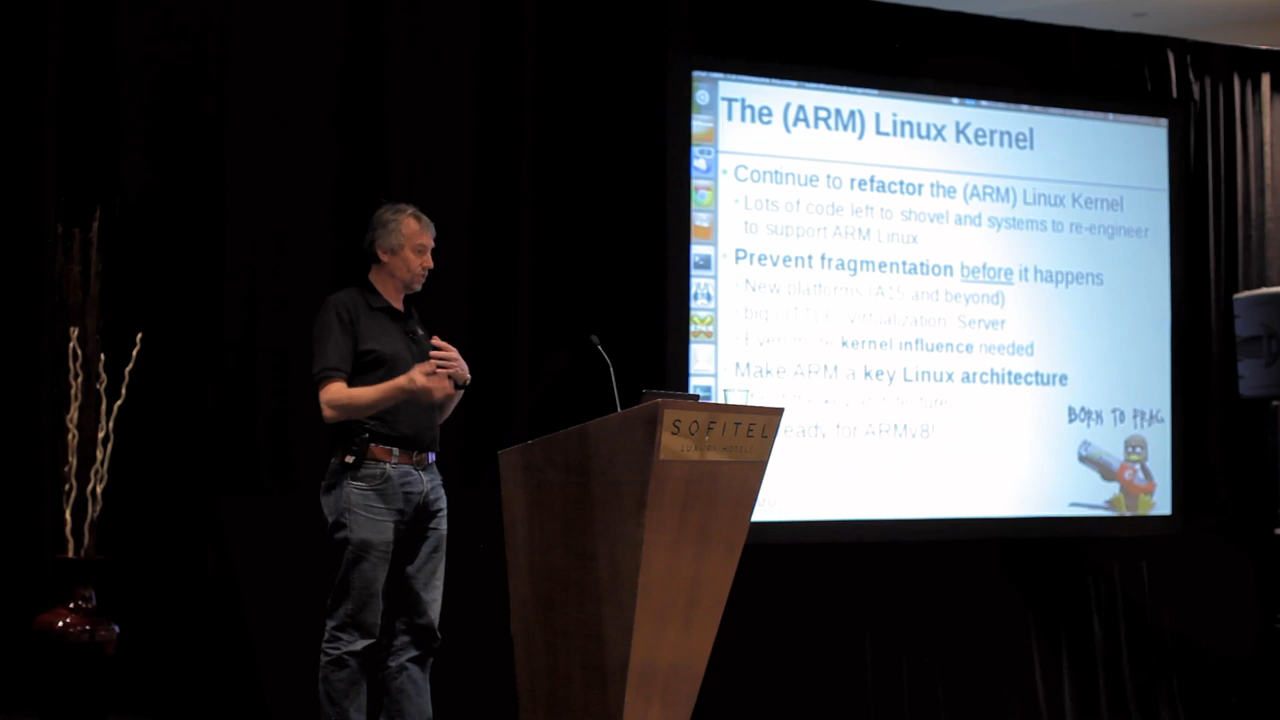 The (ARM) Linux Kernel
Continue to refactor the (ARM) Linux Kernel
Lots of code left to shovel and systems to re-engineer
to support ARM Linux
Prevent fragmentation before it happens
New platforms (A15 and beyond)
Server
kernel influence needed
Make ARM a key Linux architecture
ready for ARMv8!
BORN TO FRAG
SOFITEL
LUXURY HOTELS